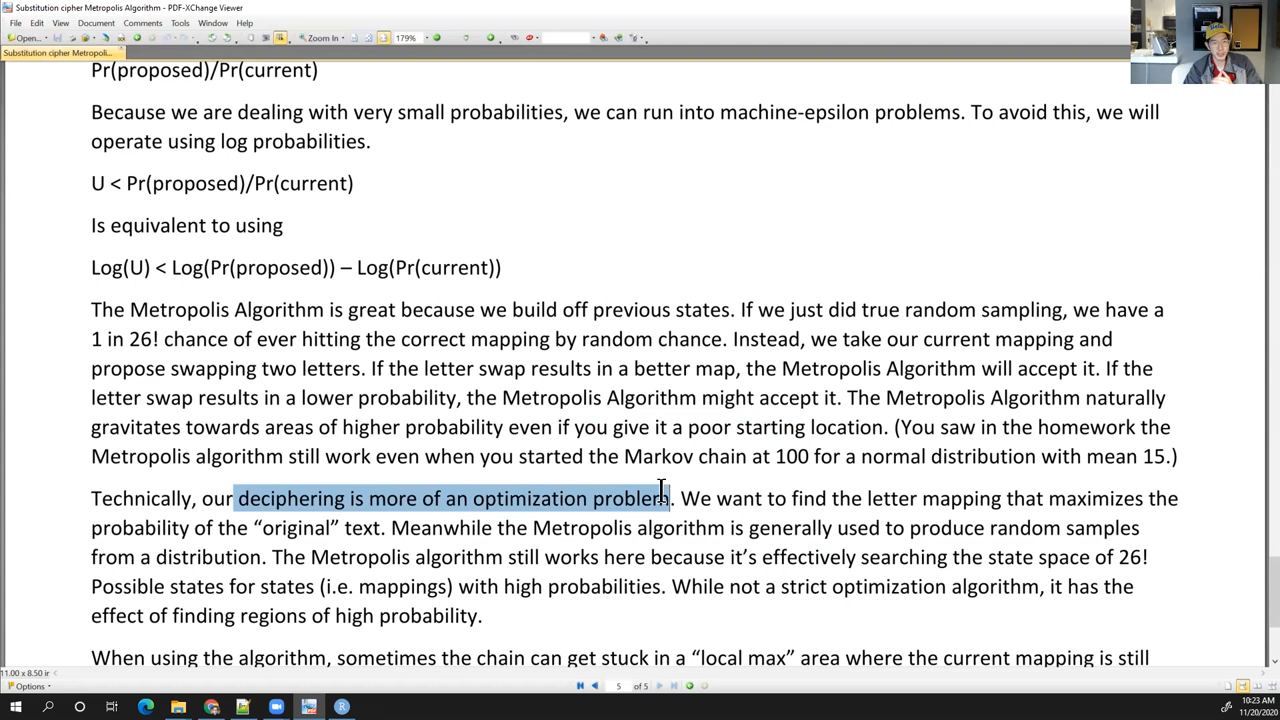 Substitution cipher Metropolis Algorithm - PDF-XChange Viewer
File Edit View Document Comments Tools Window Help
Open... Zoom In 179%
Substitution cipher Metropoli...
Pr(proposed)/Pr(current)
Because we are dealing with very small probabilities, we can run into machine-epsilon problems. To avoid this, we will
operate using log probabilities.
U < Pr(proposed)/Pr(current)
Is equivalent to using
Log(U) < Log(Pr(proposed)) – Log(Pr(current))
The Metropolis Algorithm is great because we build off previous states. If we just did true random sampling, we have a
1 in 26! chance of ever hitting the correct mapping by random chance. Instead, we take our current mapping and
propose swapping two letters. If the letter swap results in a better map, the Metropolis Algorithm will accept it. If the
letter swap results in a lower probability, the Metropolis Algorithm might accept it. The Metropolis Algorithm naturally
gravitates towards areas of higher probability even if you give it a poor starting location. (You saw in the homework the
Metropolis algorithm still work even when you started the Markov chain at 100 for a normal distribution with mean 15.)
Technically, our deciphering is more of an optimization problem. We want to find the letter mapping that maximizes the
probability of the “original” text. Meanwhile the Metropolis algorithm is generally used to produce random samples
from a distribution. The Metropolis algorithm still works here because it’s effectively searching the state space of 26!
Possible states for states (i.e. mappings) with high probabilities. While not a strict optimization algorithm, it has the
effect of finding regions of high probability.
When using the algorithm, sometimes the chain can get stuck in a “local max” area where the current mapping is still
11.00 x 8.50 in
Options 5 of 5
10:23 AM
11/20/2020